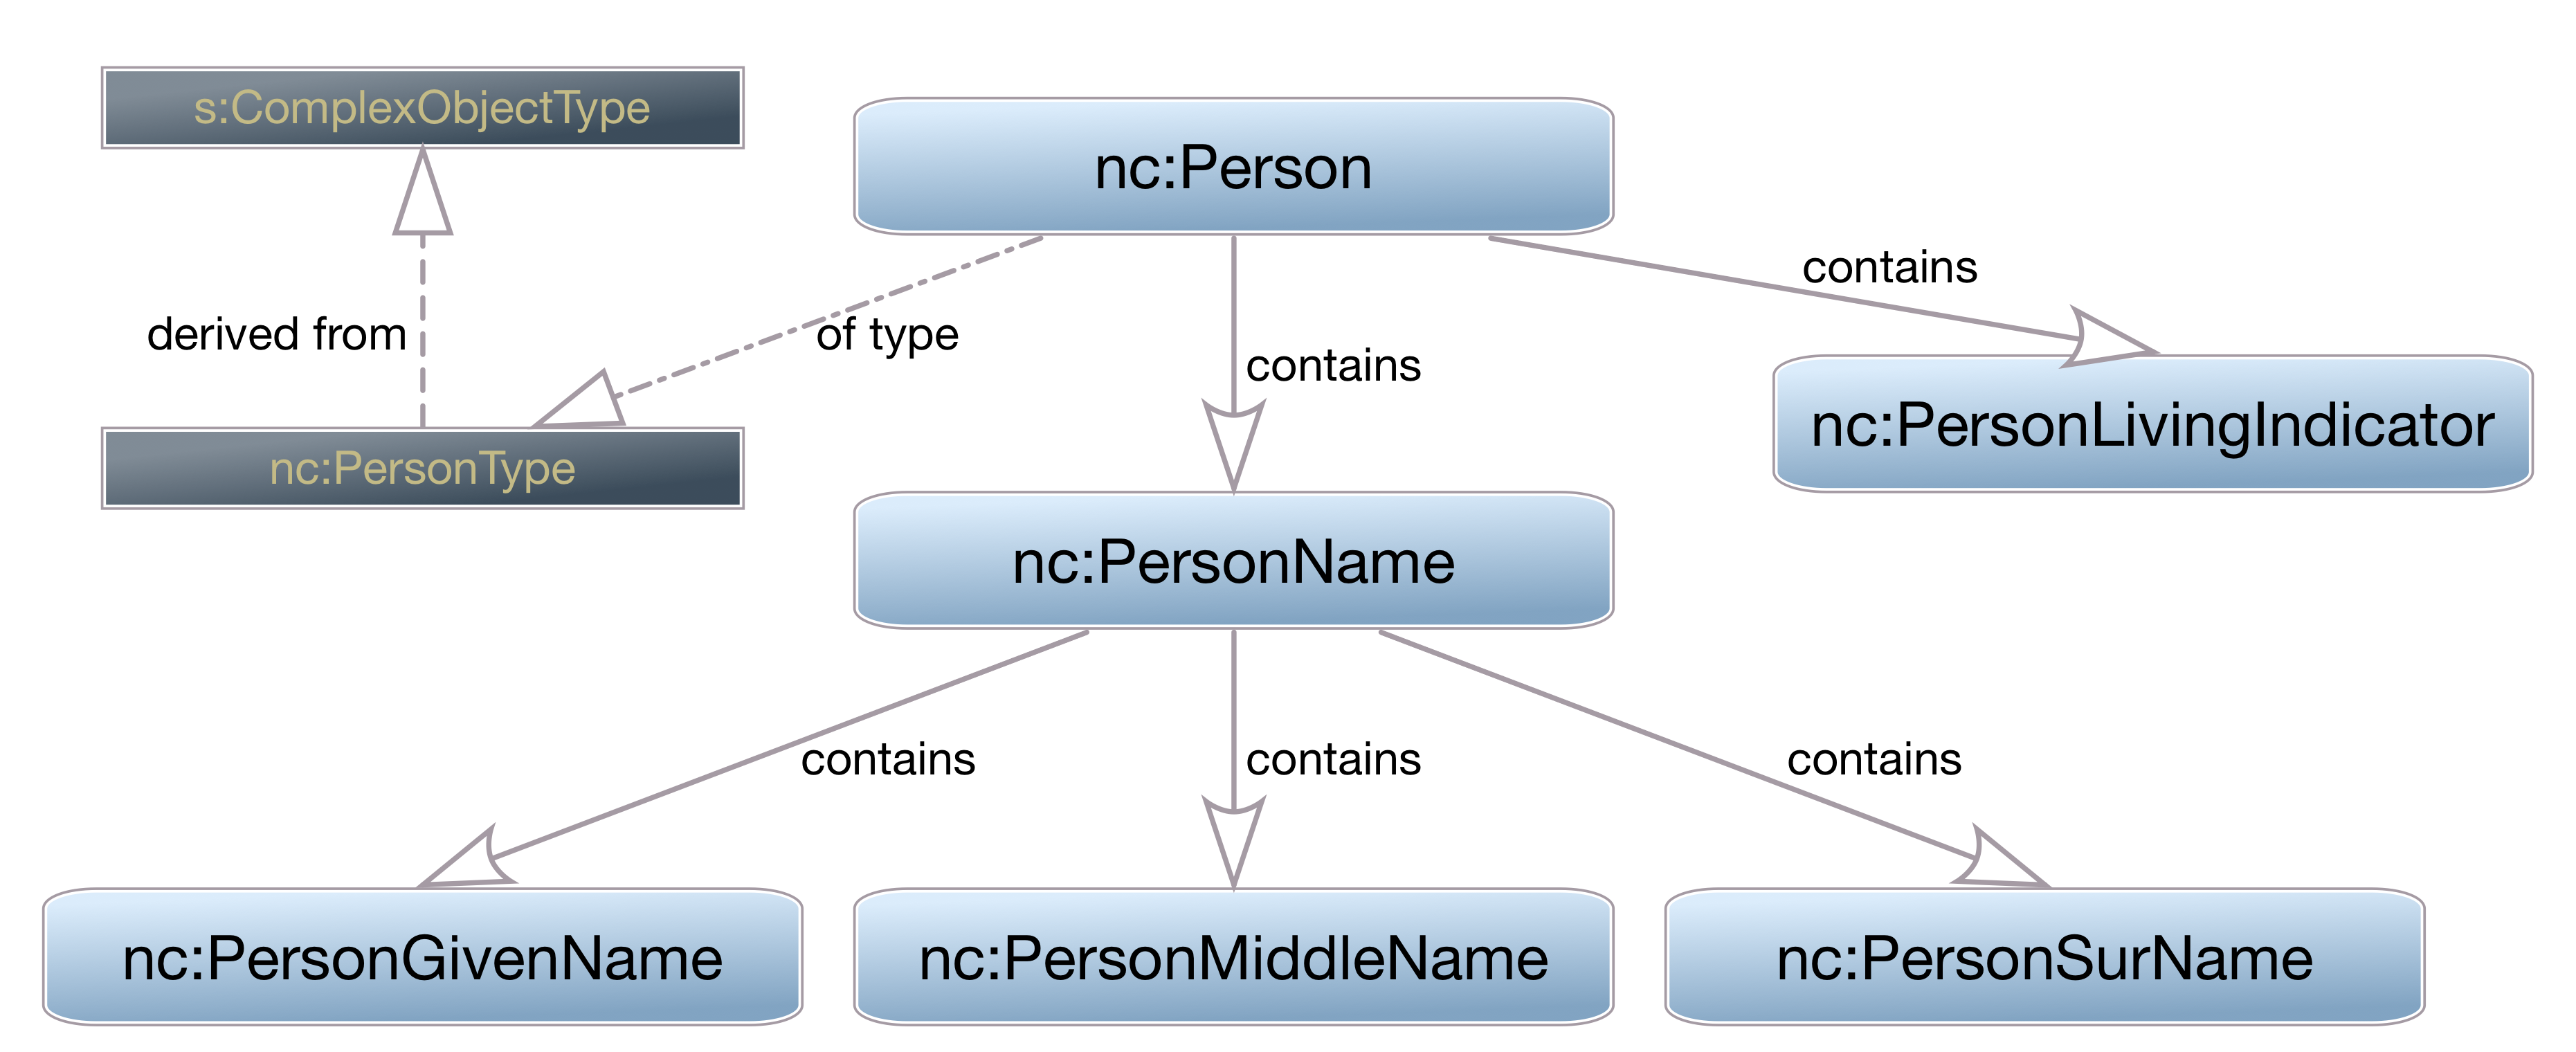 s:ComplexObjectType
nc:Person
contains
derived from
of type
contains
nc:PersonLivingIndicator
nc:PersonType
nc:PersonName
contains
contains
contains
nc:PersonGivenName
nc:PersonMiddleName
nc:PersonSurName